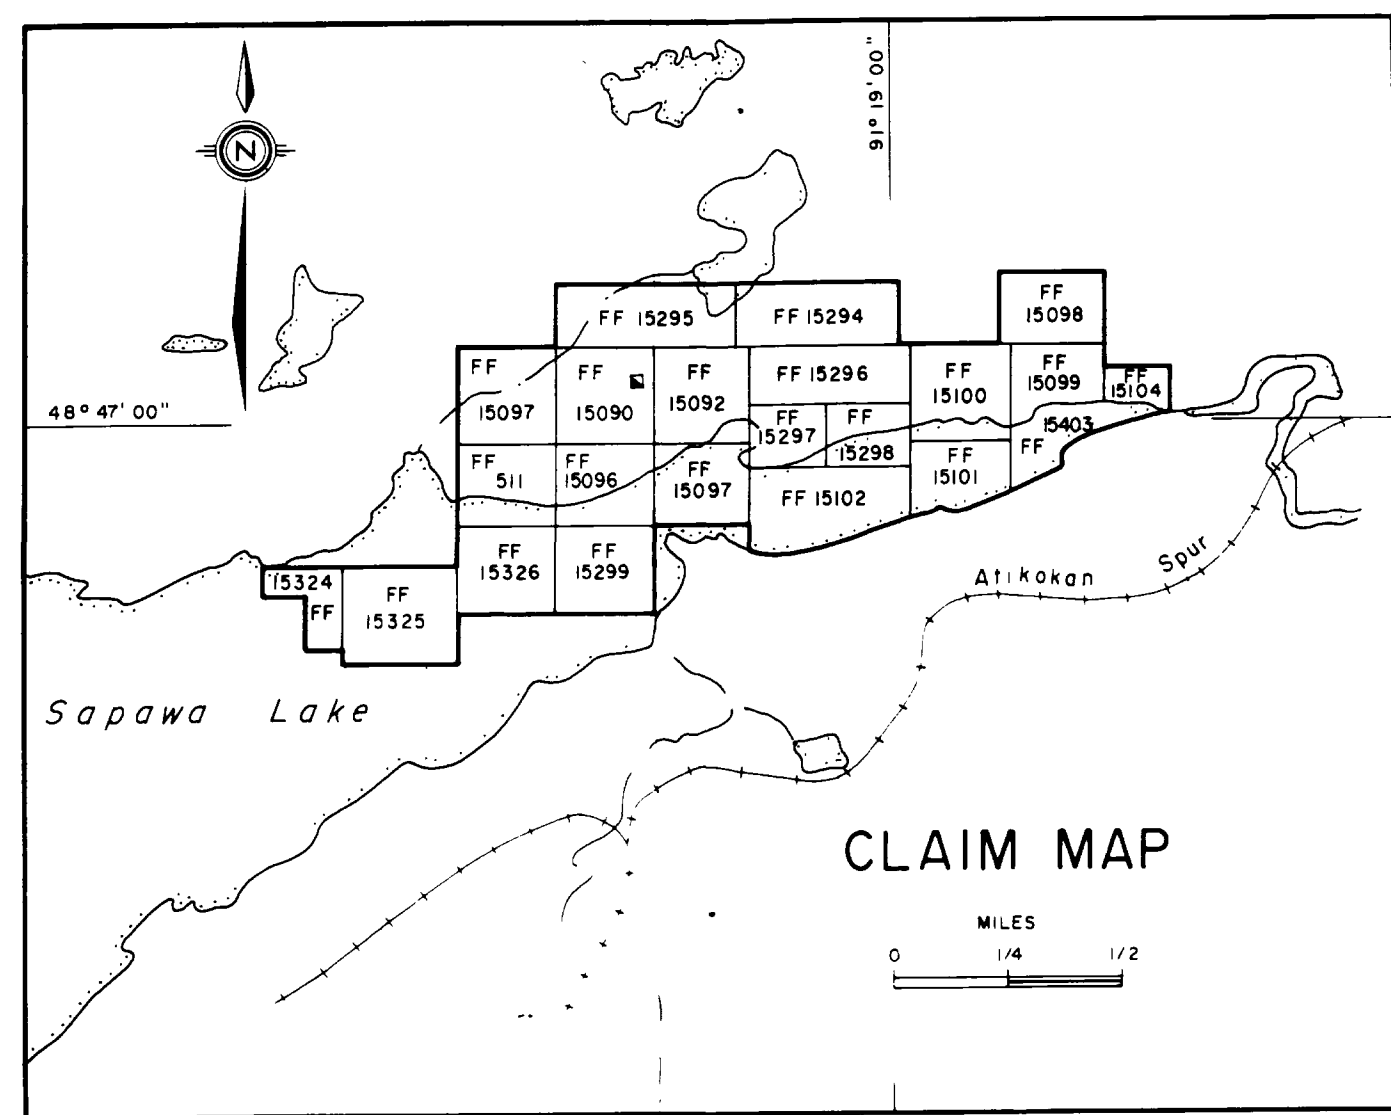 91° 19' 00"
N
FF
15098
FF 15295
FF 15294
FF
15097
FF
15090
FF
15092
FF 15296
FF
15100
FF
15099
FF
15104
48° 47' 00"
FF
15297
FF
15298
15403
FF
FF
511
FF
15096
FF
15097
FF 15102
FF
15101
FF
15326
FF
15299
15324
FF
FF
15325
Atikokan Spur
Sapawa Lake
CLAIM MAP
MILES
0 1/4 1/2